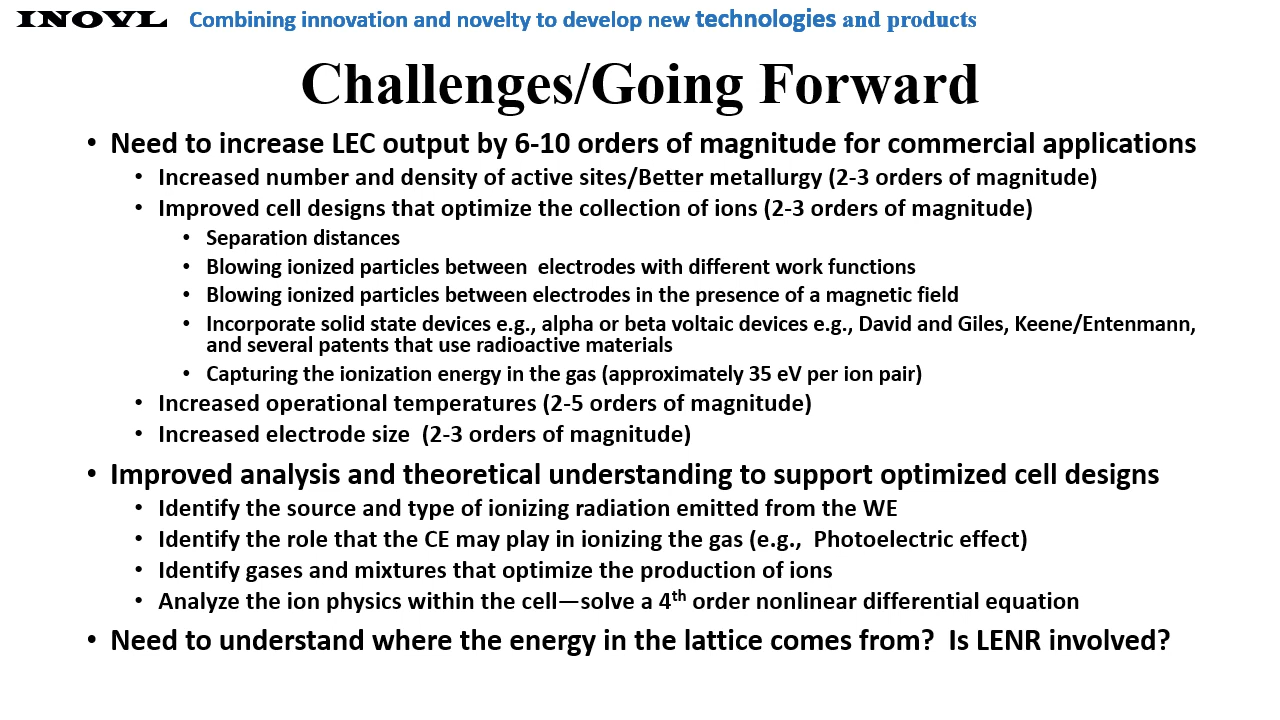 INOVL Combining innovation and novelty to develop new technologies and products
Challenges/Going Forward
• Need to increase LEC output by 6-10 orders of magnitude for commercial applications
• Increased number and density of active sites/Better metallurgy (2-3 orders of magnitude)
• Improved cell designs that optimize the collection of ions (2-3 orders of magnitude)
• Separation distances
• Blowing ionized particles between  electrodes with different work functions
• Blowing ionized particles between electrodes in the presence of a magnetic field
• Incorporate solid state devices e.g., alpha or beta voltaic devices e.g., David and Giles, Keene/Entenmann,
and several patents that use radioactive materials
• Capturing the ionization energy in the gas (approximately 35 eV per ion pair)
• Increased operational temperatures (2-5 orders of magnitude)
• Increased electrode size  (2-3 orders of magnitude)
• Improved analysis and theoretical understanding to support optimized cell designs
• Identify the source and type of ionizing radiation emitted from the WE
• Identify the role that the CE may play in ionizing the gas (e.g.,  Photoelectric effect)
• Identify gases and mixtures that optimize the production of ions
• Analyze the ion physics within the cell—solve a 4th order nonlinear differential equation
• Need to understand where the energy in the lattice comes from?  Is LENR involved?